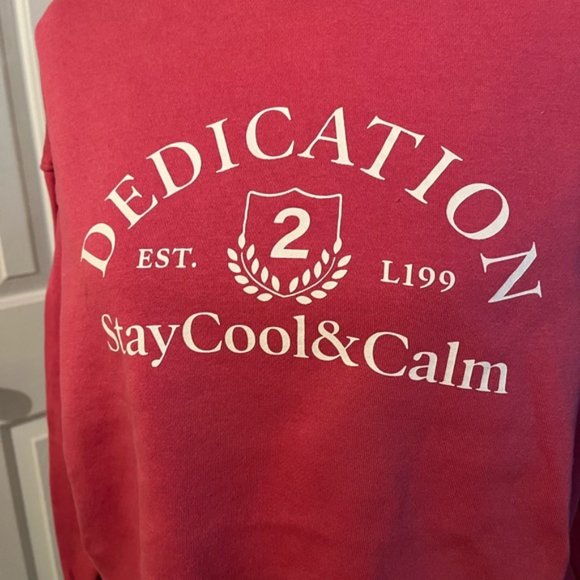 DEDICATION
EST. 2 L199
StayCool&Calm